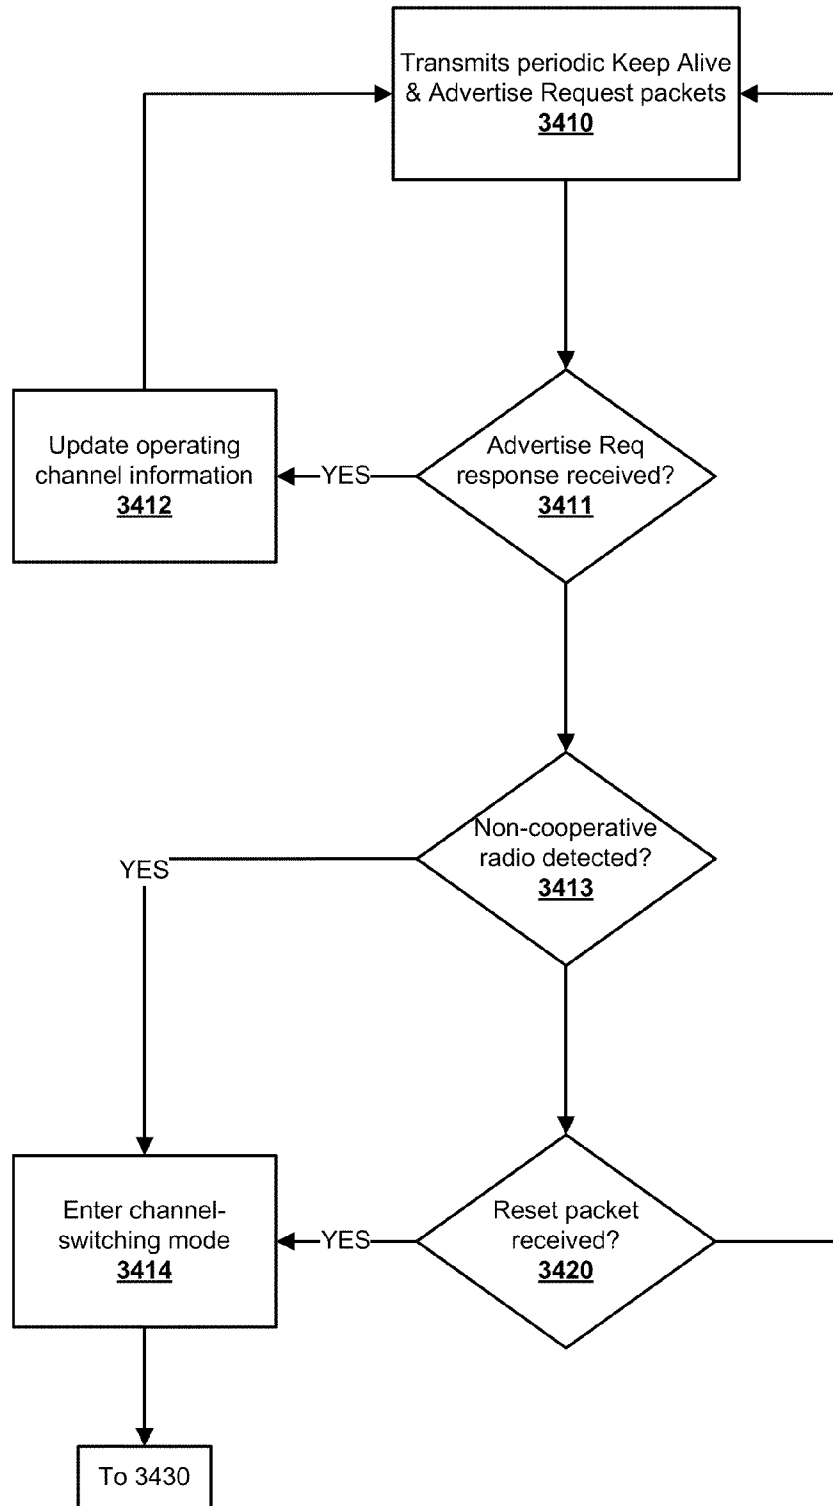 Transmits periodic Keep Alive
& Advertise Request packets
3410
Update operating
channel information
3412
YES
Advertise Req
response received?
3411
Non-cooperative
radio detected?
3413
YES
Enter channel-
switching mode
3414
YES
Reset packet
received?
3420
To 3430